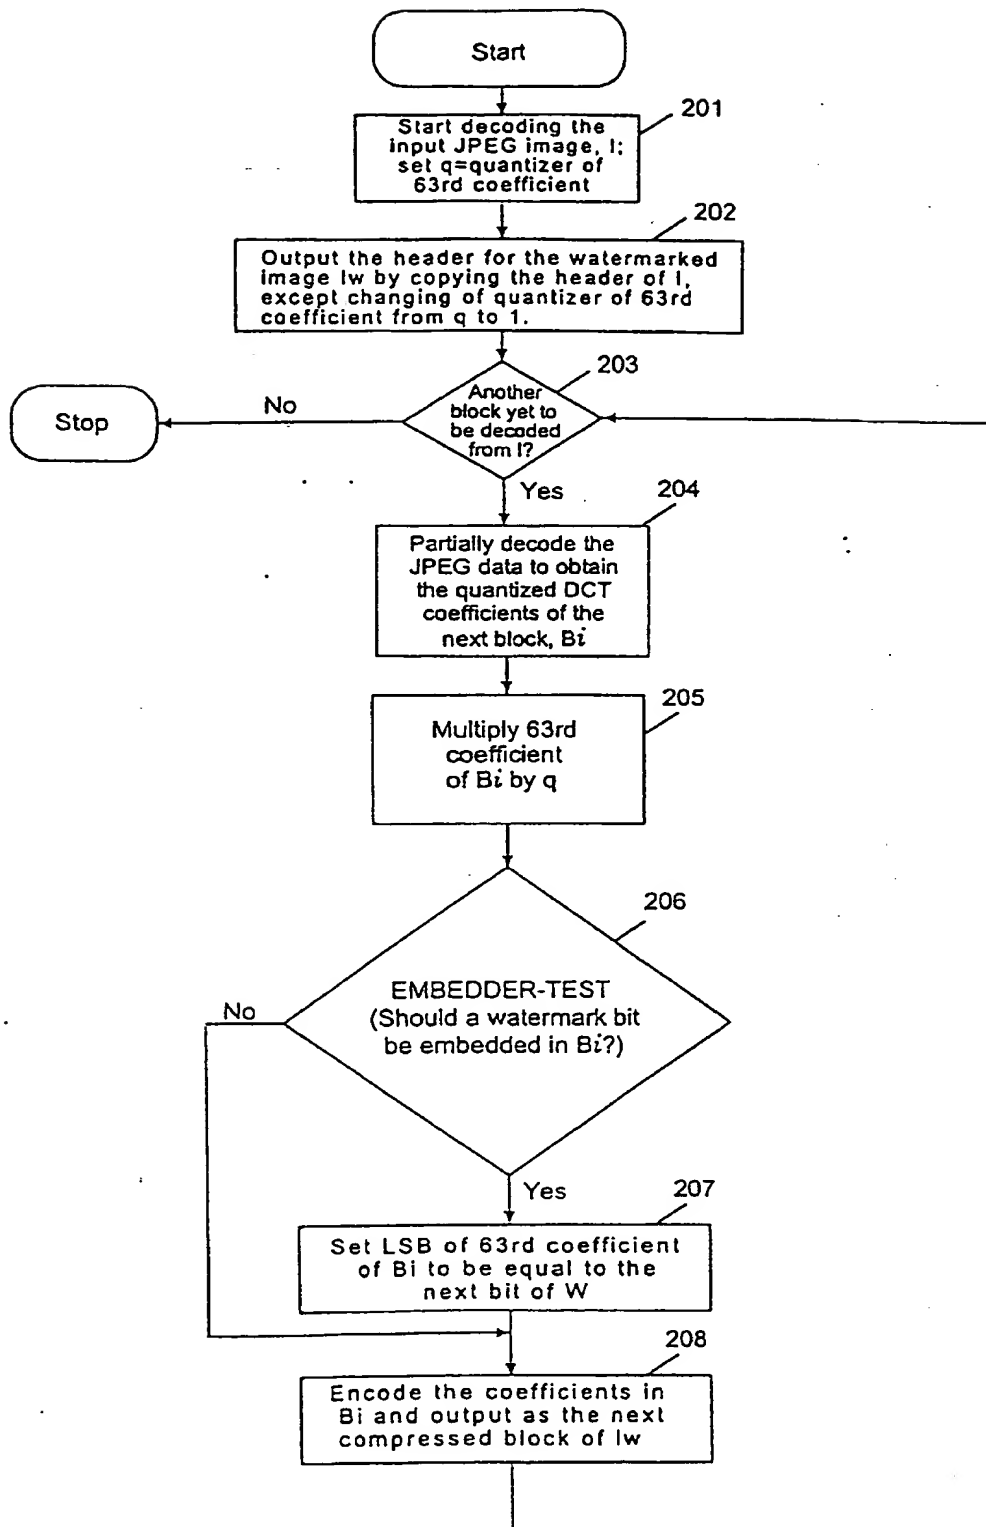 Start
201
Start decoding the
input JPEG image, I;
set q=quantizer of
63rd coefficient
202
Output the header for the watermarked
image Iw by copying the header of I,
except changing of quantizer of 63rd
coefficient from q to 1.
203
Another
block yet to
be decoded
from I?
No
Stop
Yes
204
Partially decode the
JPEG data to obtain
the quantized DCT
coefficients of the
next block, Bi
205
Multiply 63rd
coefficient
of Bi by q
206
EMBEDDER-TEST
(Should a watermark bit
be embedded in Bi?)
No
Yes
207
Set LSB of 63rd coefficient
of Bi to be equal to the
next bit of W
208
Encode the coefficients in
Bi and output as the next
compressed block of Iw